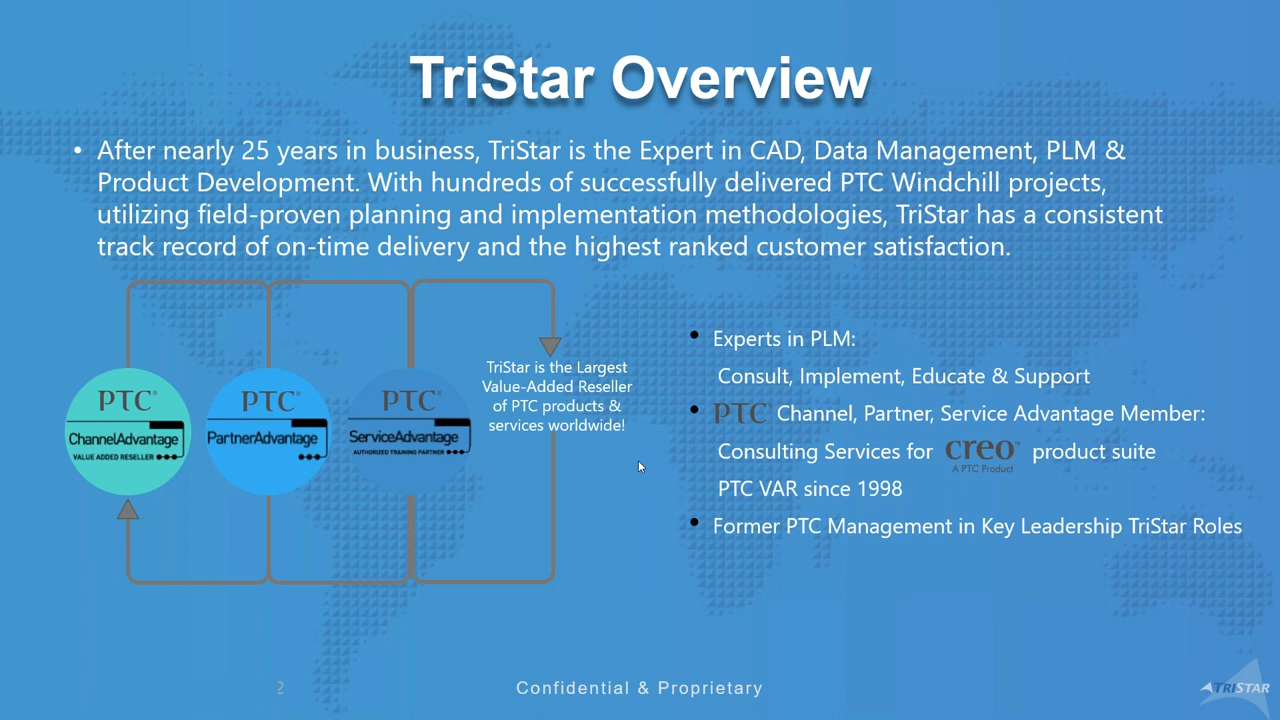 TriStar Overview
• After nearly 25 years in business, TriStar is the Expert in CAD, Data Management, PLM &
Product Development. With hundreds of successfully delivered PTC Windchill projects,
utilizing field-proven planning and implementation methodologies, TriStar has a consistent
track record of on-time delivery and the highest ranked customer satisfaction.
PTC®
ChannelAdvantage
VALUE ADDED RESELLER
PTC®
PartnerAdvantage
PTC®
ServiceAdvantage
AUTHORIZED TRAINING PARTNER
TriStar is the Largest
Value-Added Reseller
of PTC products &
services worldwide!
• Experts in PLM:
Consult, Implement, Educate & Support
• PTC Channel, Partner, Service Advantage Member:
Consulting Services for creo™ product suite
A PTC Product
PTC VAR since 1998
• Former PTC Management in Key Leadership TriStar Roles
2
Confidential & Proprietary
TRISTAR